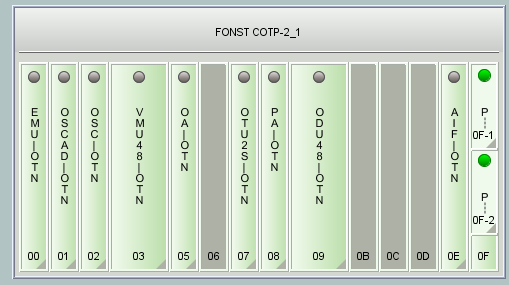 FONST COTP-2_1
EMU|OTN
OSCAD|OTN
OSC|OTN
VMU48|OTN
OA|OTN
OTU2S|OTN
PA|OTN
ODU48|OTN
AIF|OTN
P
0F-1
P
0F-2
00 01 02 03 05 06 07 08 09 0B 0C 0D 0E 0F